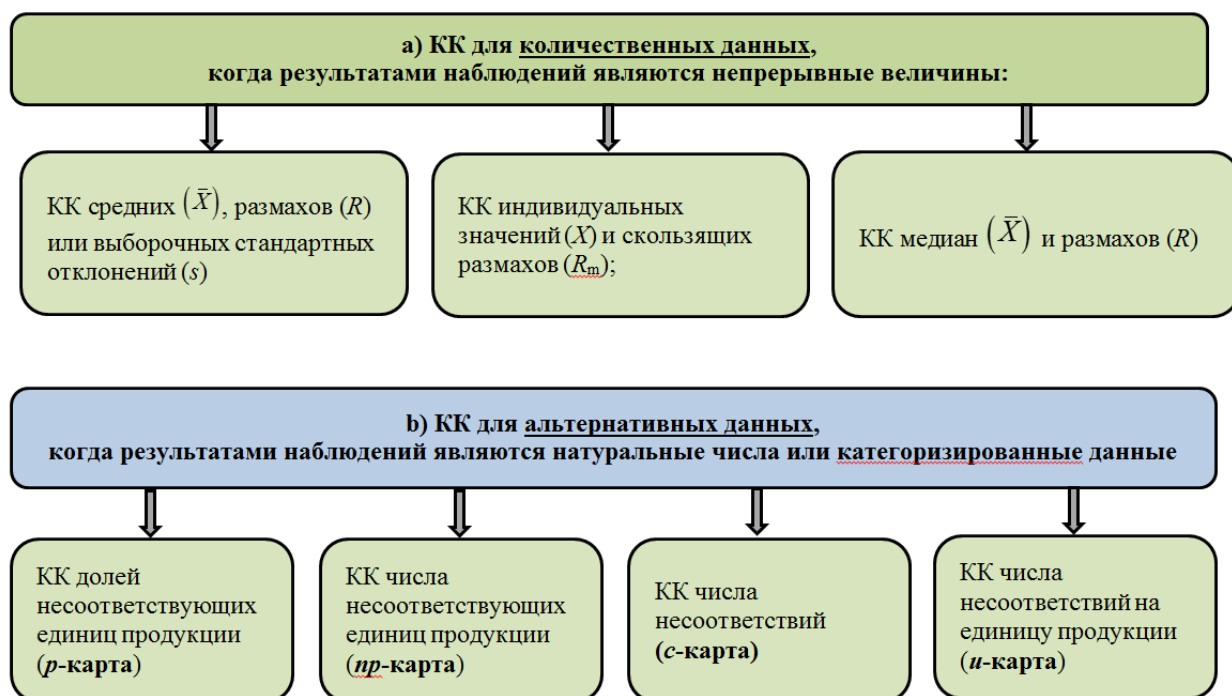 a) КК для количественных данных,
когда результатами наблюдений являются непрерывные величины:
КК средних (X̄), размахов (R)
или выборочных стандартных
отклонений (s)
КК индивидуальных
значений (X) и скользящих
размахов (Rm);
КК медиан (X̄) и размахов (R)
b) КК для альтернативных данных,
когда результатами наблюдений являются натуральные числа или категоризированные данные
КК долей
несоответствующих
единиц продукции
(p-карта)
КК числа
несоответствующих
единиц продукции
(np-карта)
КК числа
несоответствий
(c-карта)
КК числа
несоответствий на
единицу продукции
(u-карта)